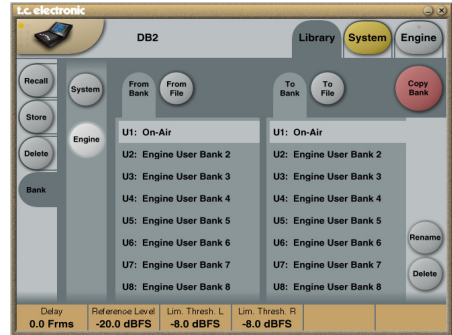 t.c. electronic
DB2
Library
System
Engine
Recall
Store
Delete
Bank
System
Engine
From
Bank
From
File
To
Bank
To
File
Copy
Bank
U1: On-Air
U2: Engine User Bank 2
U3: Engine User Bank 3
U4: Engine User Bank 4
U5: Engine User Bank 5
U6: Engine User Bank 6
U7: Engine User Bank 7
U8: Engine User Bank 8
U1: On-Air
U2: Engine User Bank 2
U3: Engine User Bank 3
U4: Engine User Bank 4
U5: Engine User Bank 5
U6: Engine User Bank 6
U7: Engine User Bank 7
U8: Engine User Bank 8
Rename
Delete
Delay
0.0 Frms
Reference Level
-20.0 dBFS
Lim. Thresh. L
-8.0 dBFS
Lim. Thresh. R
-8.0 dBFS